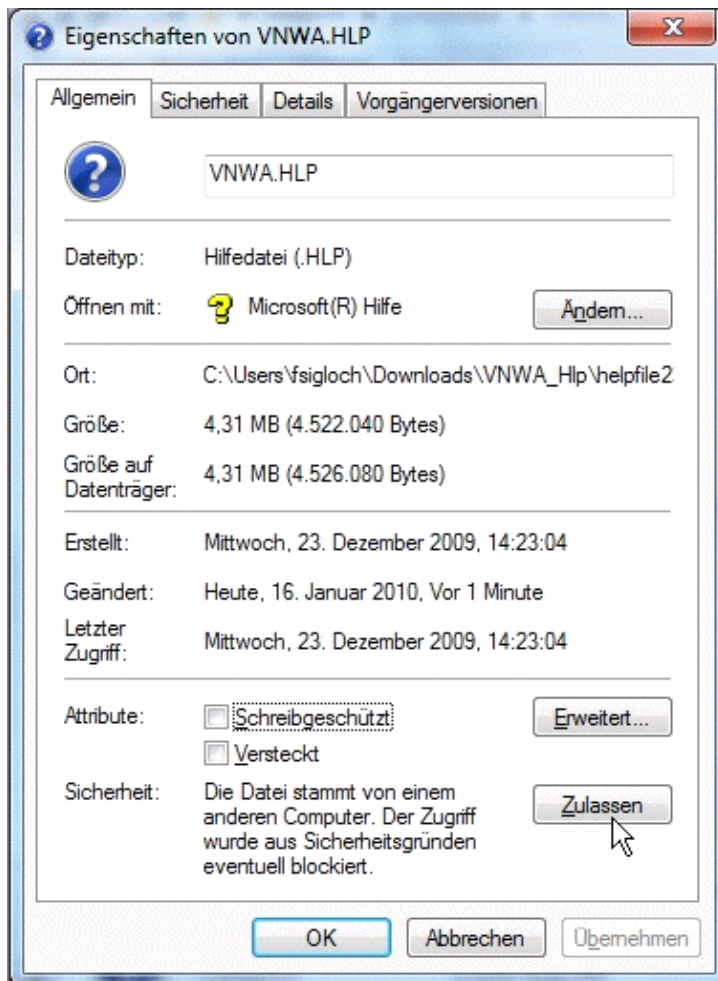 Eigenschaften von VNWA.HLP
Allgemein Sicherheit Details Vorgängerversionen
VNWA.HLP
Dateityp: Hilfedatei (.HLP)
Öffnen mit: Microsoft(R) Hilfe Ändern...
Ort: C:\Users\fsigloch\Downloads\VNWA_Hlp\helpfile2
Größe: 4,31 MB (4.522.040 Bytes)
Größe auf
Datenträger: 4,31 MB (4.526.080 Bytes)
Erstellt: Mittwoch, 23. Dezember 2009, 14:23:04
Geändert: Heute, 16. Januar 2010, Vor 1 Minute
Letzter
Zugriff: Mittwoch, 23. Dezember 2009, 14:23:04
Attribute: Schreibgeschützt Erweitert...
Versteckt
Sicherheit: Die Datei stammt von einem
anderen Computer. Der Zugriff
wurde aus Sicherheitsgründen
eventuell blockiert.
Zulassen
OK Abbrechen Übernehmen